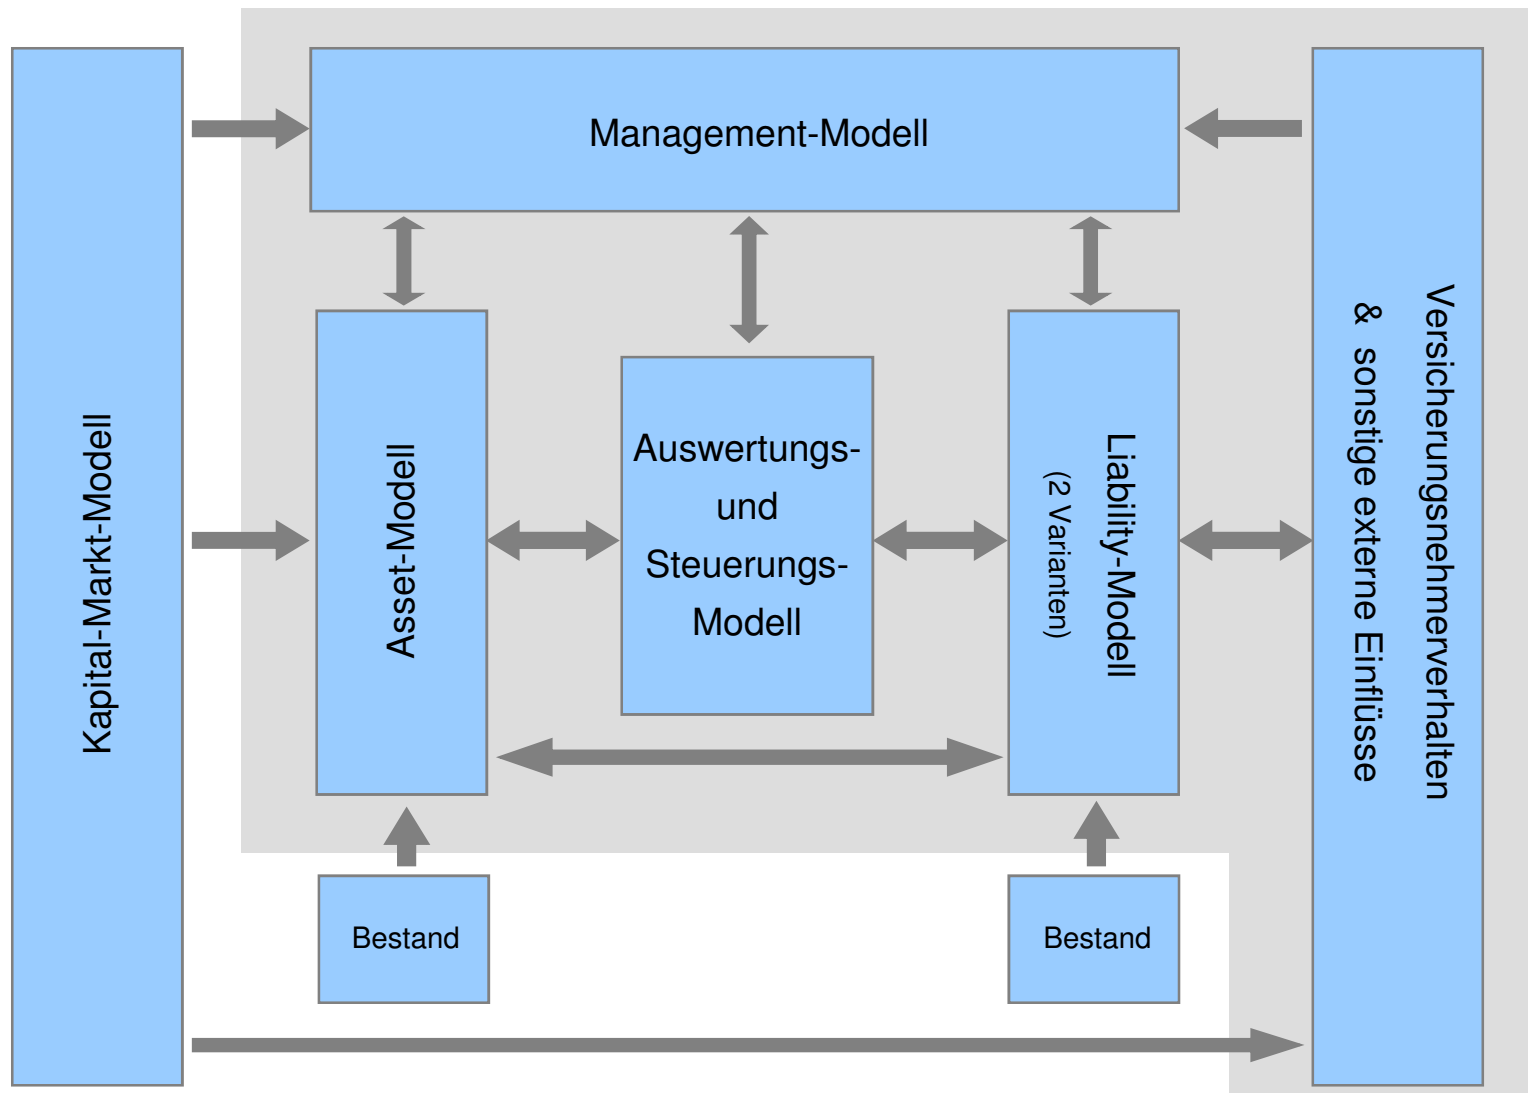 Kapital-Markt-Modell
Management-Modell
Asset-Modell
Auswertungs-
und
Steuerungs-
Modell
Liability-Modell
(2 Varianten)
Versicherungsnehmerverhalten
& sonstige externe Einflüsse
Bestand
Bestand